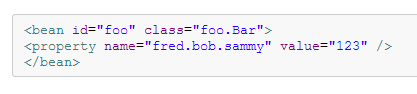 <bean id="foo" class="foo.Bar">
<property name="fred.bob.sammy" value="123" />
</bean>